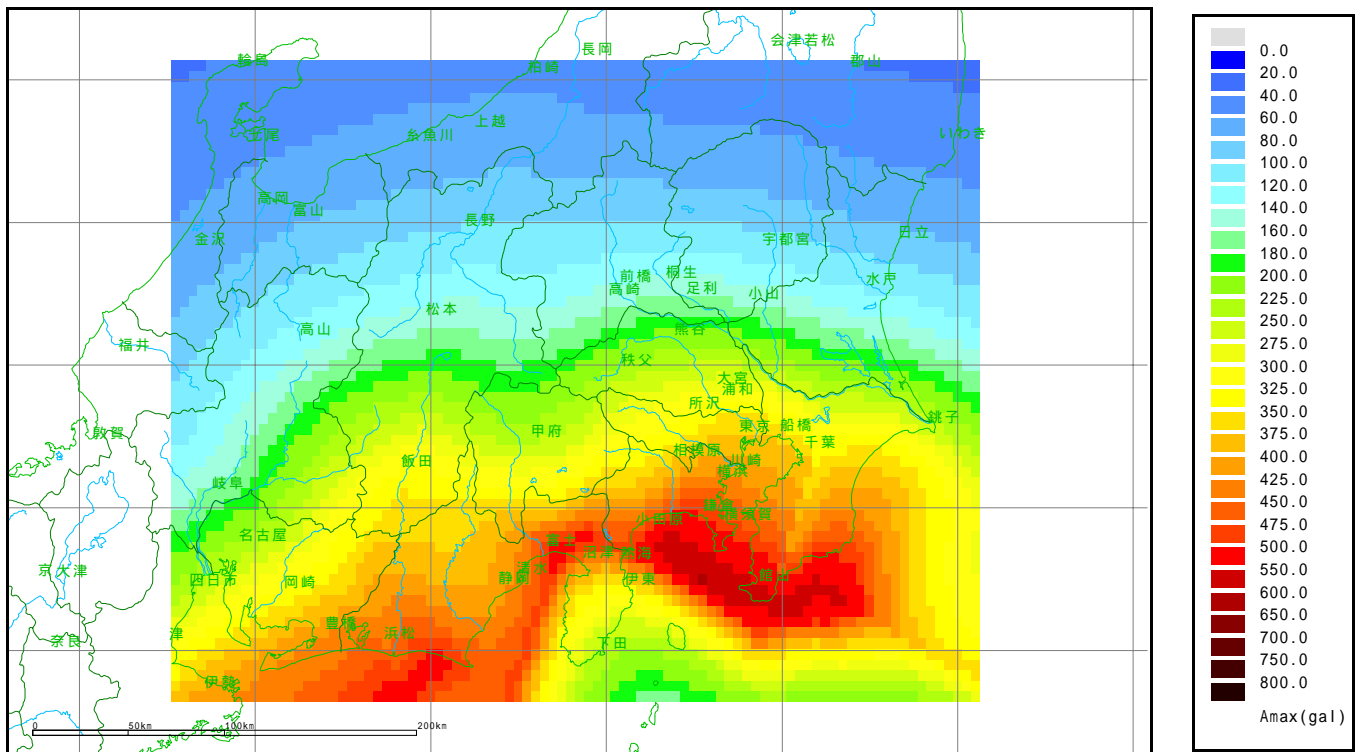 長岡
会津若松
輪島
柏崎
郡山
七尾
糸魚川
上越
いわき
高岡
富山
長野
金沢
宇都宮
日立
前橋
桐生
水戸
高崎
足利
小山
松本
高山
熊谷
福井
秩父
大宮
浦和
所沢
銚子
敦賀
甲府
東京
船橋
千葉
飯田
相模原
川崎
横浜
岐阜
鎌倉
横須賀
小田原
名古屋
富士
沼津
熱海
京
大津
清水
静岡
四日市
岡崎
伊東
館山
豊橋
浜松
津
奈良
下田
伊勢
0
50km
100km
200km
0.0
20.0
40.0
60.0
80.0
100.0
120.0
140.0
160.0
180.0
200.0
225.0
250.0
300.0
325.0
350.0
375.0
400.0
450.0
475.0
500.0
550.0
650.0
700.0
750.0
800.0
Amax(gal)